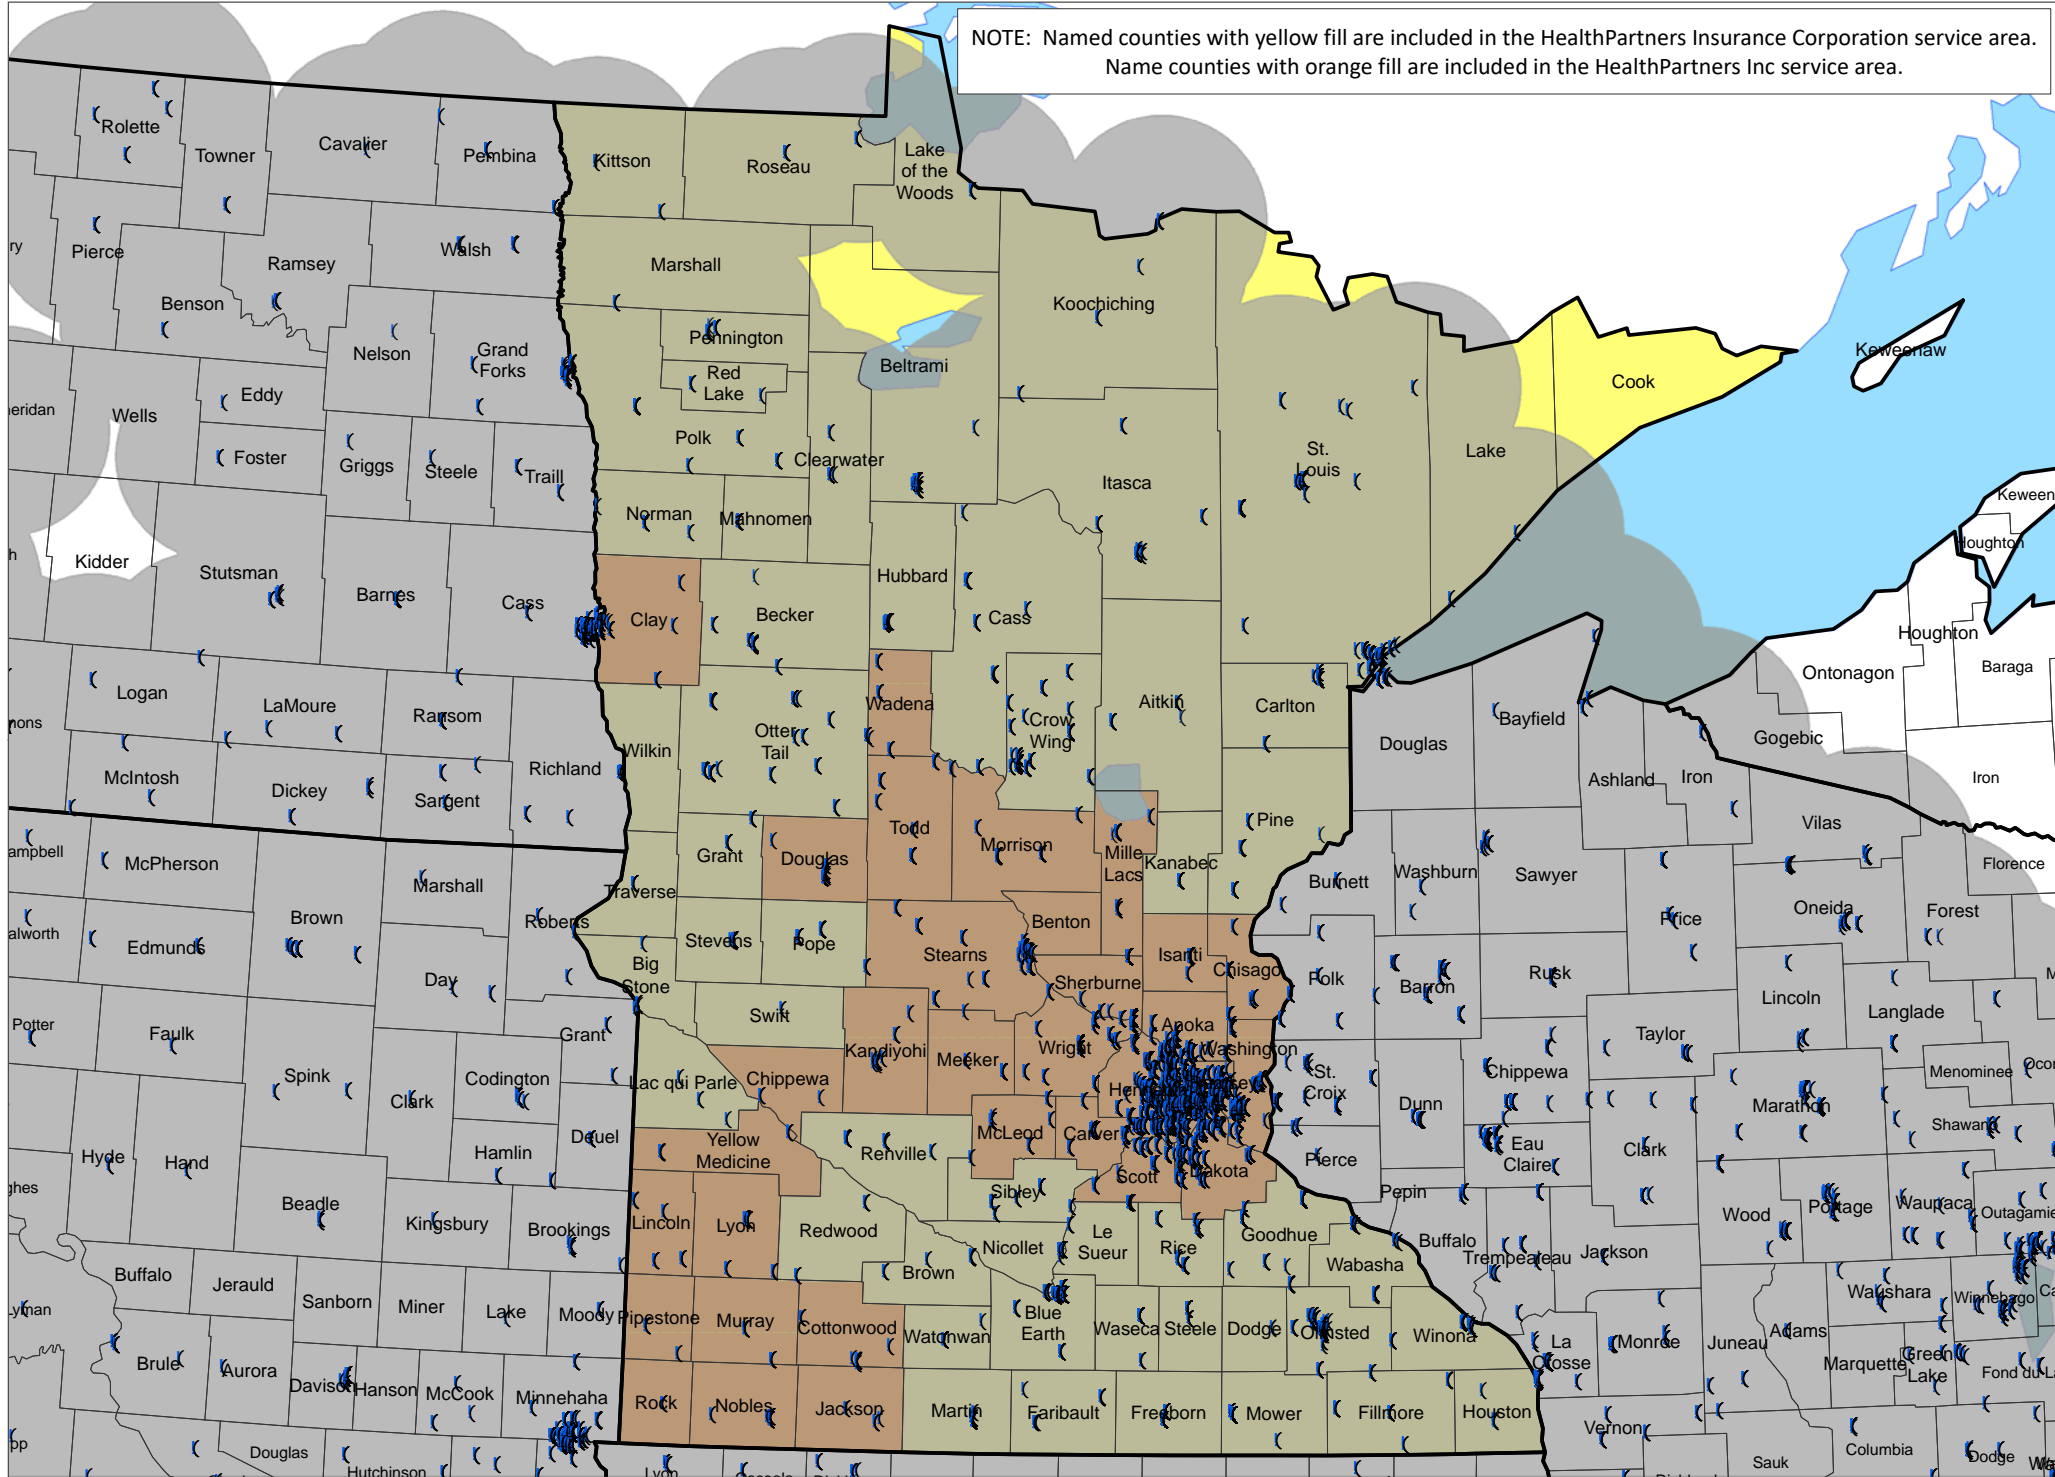 NOTE: Named counties with yellow fill are included in the HealthPartners Insurance Corporation service area.
Name counties with orange fill are included in the HealthPartners Inc service area.
Rolette
Towner
Cavalier
Pembina
Kittson
Roseau
Lake
of the
Woods
Pierce
Benson
Ramsey
Walsh
Marshall
Koochiching
Nelson
Grand
Forks
Pennington
Red
Lake
Beltrami
Cook
Keweenaw
Wells
Eddy
Foster
Griggs
Steele
Traill
Polk
Clearwater
Itasca
St.
Louis
Lake
Norman
Mahnomen
Kidder
Stutsman
Barnes
Cass
Clay
Becker
Hubbard
Cass
Houghton
Houghton
Ontonagon
Baraga
Logan
LaMoure
Ransom
Wilkin
Otter
Tail
Wadena
Crow
Wing
Aitkin
Carlton
Douglas
Bayfield
Ashland
Iron
Gogebic
Iron
McIntosh
Dickey
Sargent
Richland
Todd
Morrison
Mille
Lacs
Kanabec
Pine
McPherson
Marshall
Roberts
Traverse
Grant
Douglas
Burnett
Washburn
Sawyer
Price
Vilas
Oneida
Forest
Florence
Edmunds
Brown
Day
Big
Stone
Stevens
Pope
Stearns
Benton
Sherburne
Isanti
Chisago
Polk
Barron
Rusk
Lincoln
Langlade
Potter
Faulk
Spink
Clark
Codington
Grant
Swift
Kandiyohi
Meeker
Wright
Anoka
Washington
Taylor
Lac qui Parle
Chippewa
St.
Croix
Dunn
Chippewa
Marathon
Menominee
Shawano
Hyde
Hand
Hamlin
Deuel
Yellow
Medicine
Renville
McLeod
Carver
Scott
Dakota
Pierce
Eau
Claire
Clark
Beadle
Kingsbury
Brookings
Lincoln
Lyon
Redwood
Sibley
Nicollet
Le
Sueur
Rice
Goodhue
Wabasha
Pepin
Buffalo
Trempealeau
Jackson
Wood
Portage
Waupaca
Outagamie
Buffalo
Jerauld
Sanborn
Miner
Lake
Moody
Pipestone
Murray
Cottonwood
Brown
Watonwan
Blue
Earth
Waseca
Steele
Dodge
Olmsted
Winona
La
Crosse
Monroe
Juneau
Adams
Waushara
Winnebago
Marquette
Green
Lake
Brule
Aurora
Davison
Hanson
McCook
Minnehaha
Rock
Nobles
Jackson
Martin
Faribault
Freeborn
Mower
Fillmore
Houston
Vernon
Sauk
Columbia
Dodge
Douglas
Hutchinson
Lyon